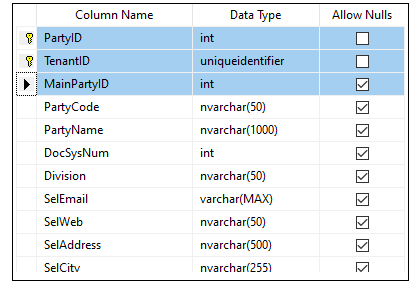 Column Name Data Type Allow Nulls
PartyID int
TenantID uniqueidentifier
MainPartyID int
PartyCode nvarchar(50)
PartyName nvarchar(1000)
DocSysNum int
Division nvarchar(50)
SelEmail varchar(MAX)
SelWeb nvarchar(50)
SelAddress nvarchar(500)
SelCity nvarchar(255)